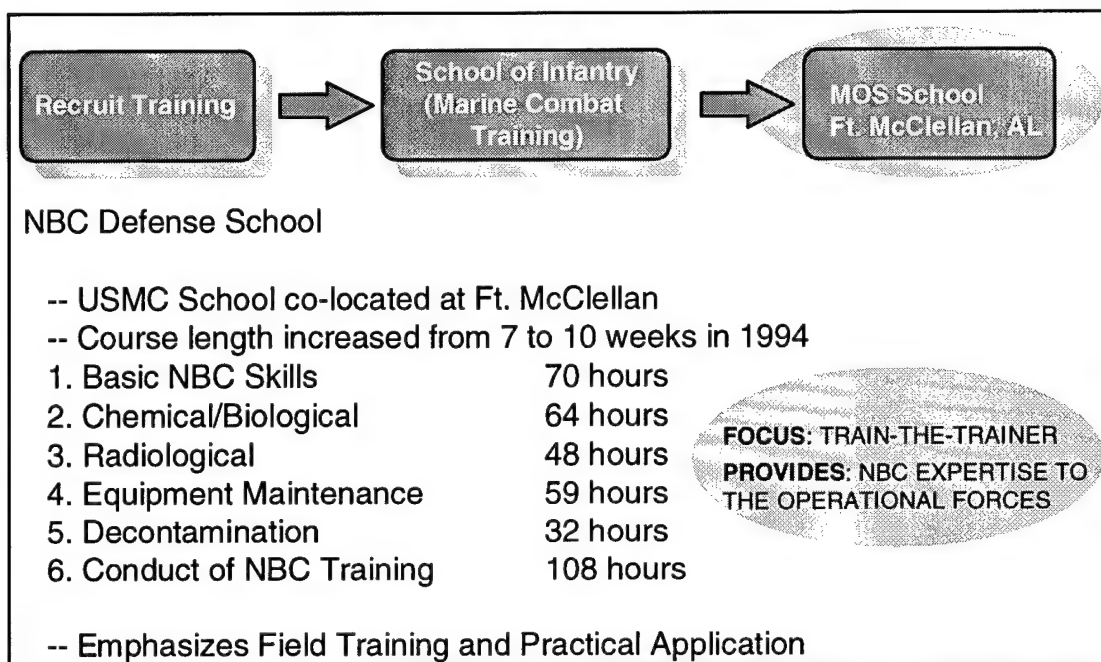 Recruit Training
School of Infantry
(Marine Combat
Training)
MOS School
Ft. McClellan, AL
NBC Defense School
-- USMC School co-located at Ft. McClellan
-- Course length increased from 7 to 10 weeks in 1994
1. Basic NBC Skills 70 hours
2. Chemical/Biological 64 hours
3. Radiological 48 hours
4. Equipment Maintenance 59 hours
5. Decontamination 32 hours
6. Conduct of NBC Training 108 hours
FOCUS: TRAIN-THE-TRAINER
PROVIDES: NBC EXPERTISE TO
THE OPERATIONAL FORCES
-- Emphasizes Field Training and Practical Application